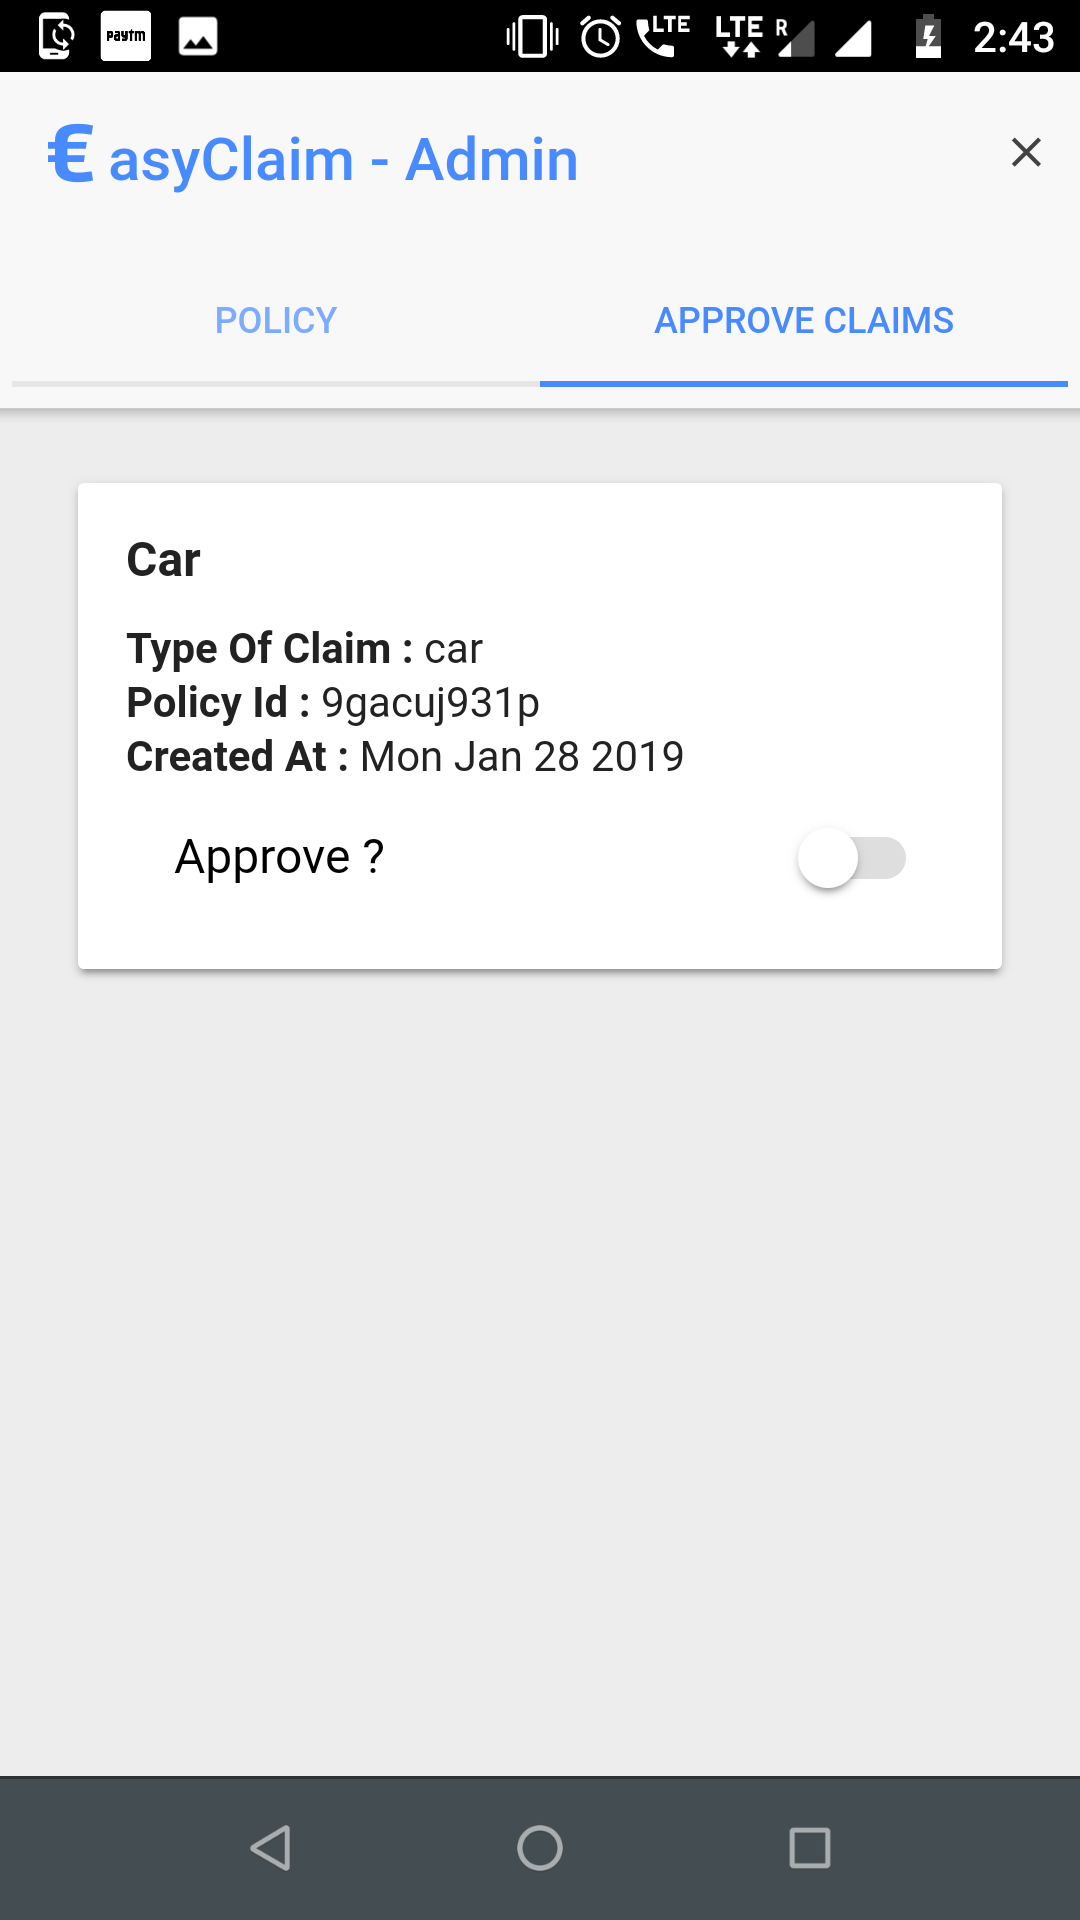 paytm LTE LTE R 2:43
€ asyClaim - Admin
POLICY APPROVE CLAIMS
Car
Type Of Claim : car
Policy Id : 9gacuj931p
Created At : Mon Jan 28 2019
Approve ?